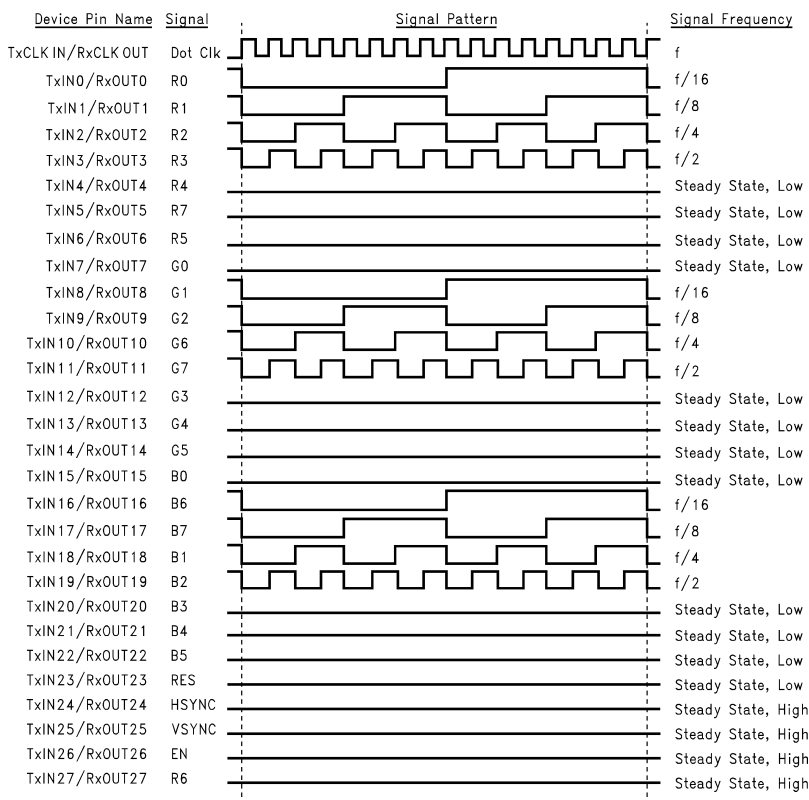 Device Pin Name Signal Signal Pattern Signal Frequency
TxCLK IN/RxCLK OUT Dot Clk f
TxIN0/RxOUT0 R0 f/16
TxIN1/RxOUT1 R1 f/8
TxIN2/RxOUT2 R2 f/4
TxIN3/RxOUT3 R3 f/2
TxIN4/RxOUT4 R4 Steady State, Low
TxIN5/RxOUT5 R7 Steady State, Low
TxIN6/RxOUT6 R5 Steady State, Low
TxIN7/RxOUT7 G0 Steady State, Low
TxIN8/RxOUT8 G1 f/16
TxIN9/RxOUT9 G2 f/8
TxIN10/RxOUT10 G6 f/4
TxIN11/RxOUT11 G7 f/2
TxIN12/RxOUT12 G3 Steady State, Low
TxIN13/RxOUT13 G4 Steady State, Low
TxIN14/RxOUT14 G5 Steady State, Low
TxIN15/RxOUT15 B0 Steady State, Low
TxIN16/RxOUT16 B6 f/16
TxIN17/RxOUT17 B7 f/8
TxIN18/RxOUT18 B1 f/4
TxIN19/RxOUT19 B2 f/2
TxIN20/RxOUT20 B3 Steady State, Low
TxIN21/RxOUT21 B4 Steady State, Low
TxIN22/RxOUT22 B5 Steady State, Low
TxIN23/RxOUT23 RES Steady State, Low
TxIN24/RxOUT24 HSYNC Steady State, High
TxIN25/RxOUT25 VSYNC Steady State, High
TxIN26/RxOUT26 EN Steady State, High
TxIN27/RxOUT27 R6 Steady State, High